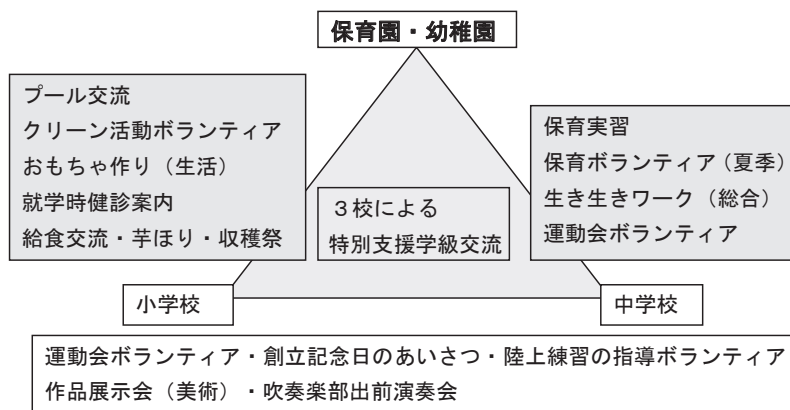 保育園・幼稚園
プール交流
クリーン活動ボランティア
おもちゃ作り（生活）
就学時健診案内
給食交流・芋ほり・収穫祭
保育実習
保育ボランティア（夏季）
生き生きワーク（総合）
運動会ボランティア
３校による
特別支援学級交流
小学校
中学校
運動会ボランティア・創立記念日のあいさつ・陸上練習の指導ボランティア
作品展示会（美術）・吹奏楽部出前演奏会